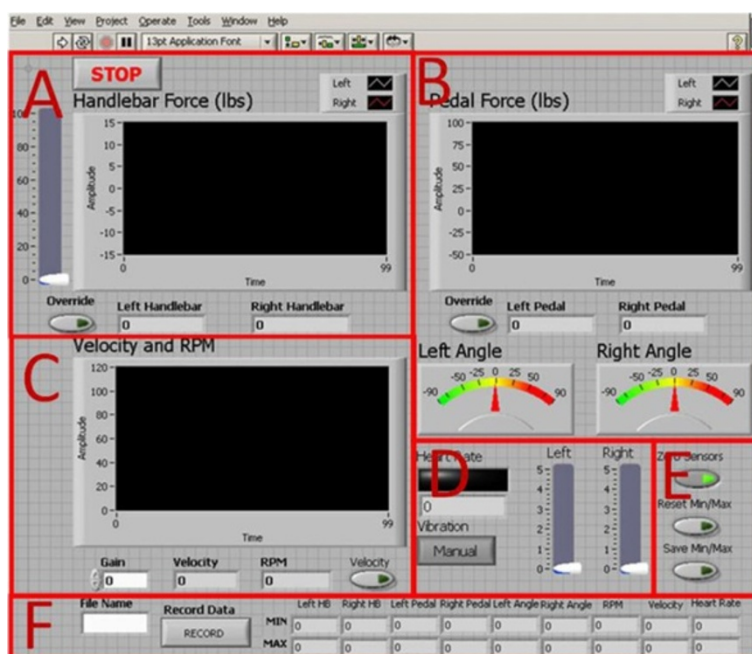 File Edit View Project Operate Tools Window Help
13pt Application Font
A
STOP
Left
Right
Handlebar Force (lbs)
100
80
60
40
20
0
Amplitude
15
10
5
0
-5
-10
-15
0
99
Time
Override
Left Handlebar
Right Handlebar
0
0
B
Left
Right
Pedal Force (lbs)
Amplitude
100
75
50
25
0
-25
-50
0
99
Time
Override
Left Pedal
Right Pedal
0
0
Left Angle
Right Angle
-90 -50 -25 0 25 50 90
-90 -50 -25 0 25 50 90
C
Velocity and RPM
Amplitude
120
100
80
60
40
20
0
0
99
Time
Gain
Velocity
RPM
Velocity
0
0
0
D
Heart Rate
0
Vibration
Manual
Left
Right
5
4
3
2
1
0
5
4
3
2
1
0
E
Zero Sensors
Reset Min/Max
Save Min/Max
F
File Name
Record Data
RECORD
Left HB Right HB Left Pedal Right Pedal Left Angle Right Angle RPM Velocity Heart Rate
MIN 0 0 0 0 0 0 0 0 0
MAX 0 0 0 0 0 0 0 0 0